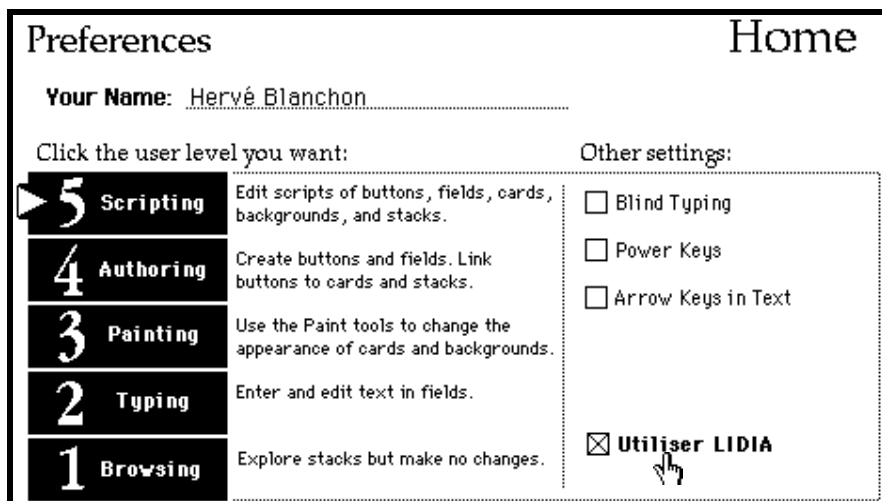 Preferences
Home
Your Name: Hervé Blanchon
Click the user level you want:
Other settings:
5 Scripting
Edit scripts of buttons, fields, cards,
backgrounds, and stacks.
4 Authoring
Create buttons and fields. Link
buttons to cards and stacks.
3 Painting
Use the Paint tools to change the
appearance of cards and backgrounds.
2 Typing
Enter and edit text in fields.
1 Browsing
Explore stacks but make no changes.
Blind Typing
Power Keys
Arrow Keys in Text
Utiliser LIDIA